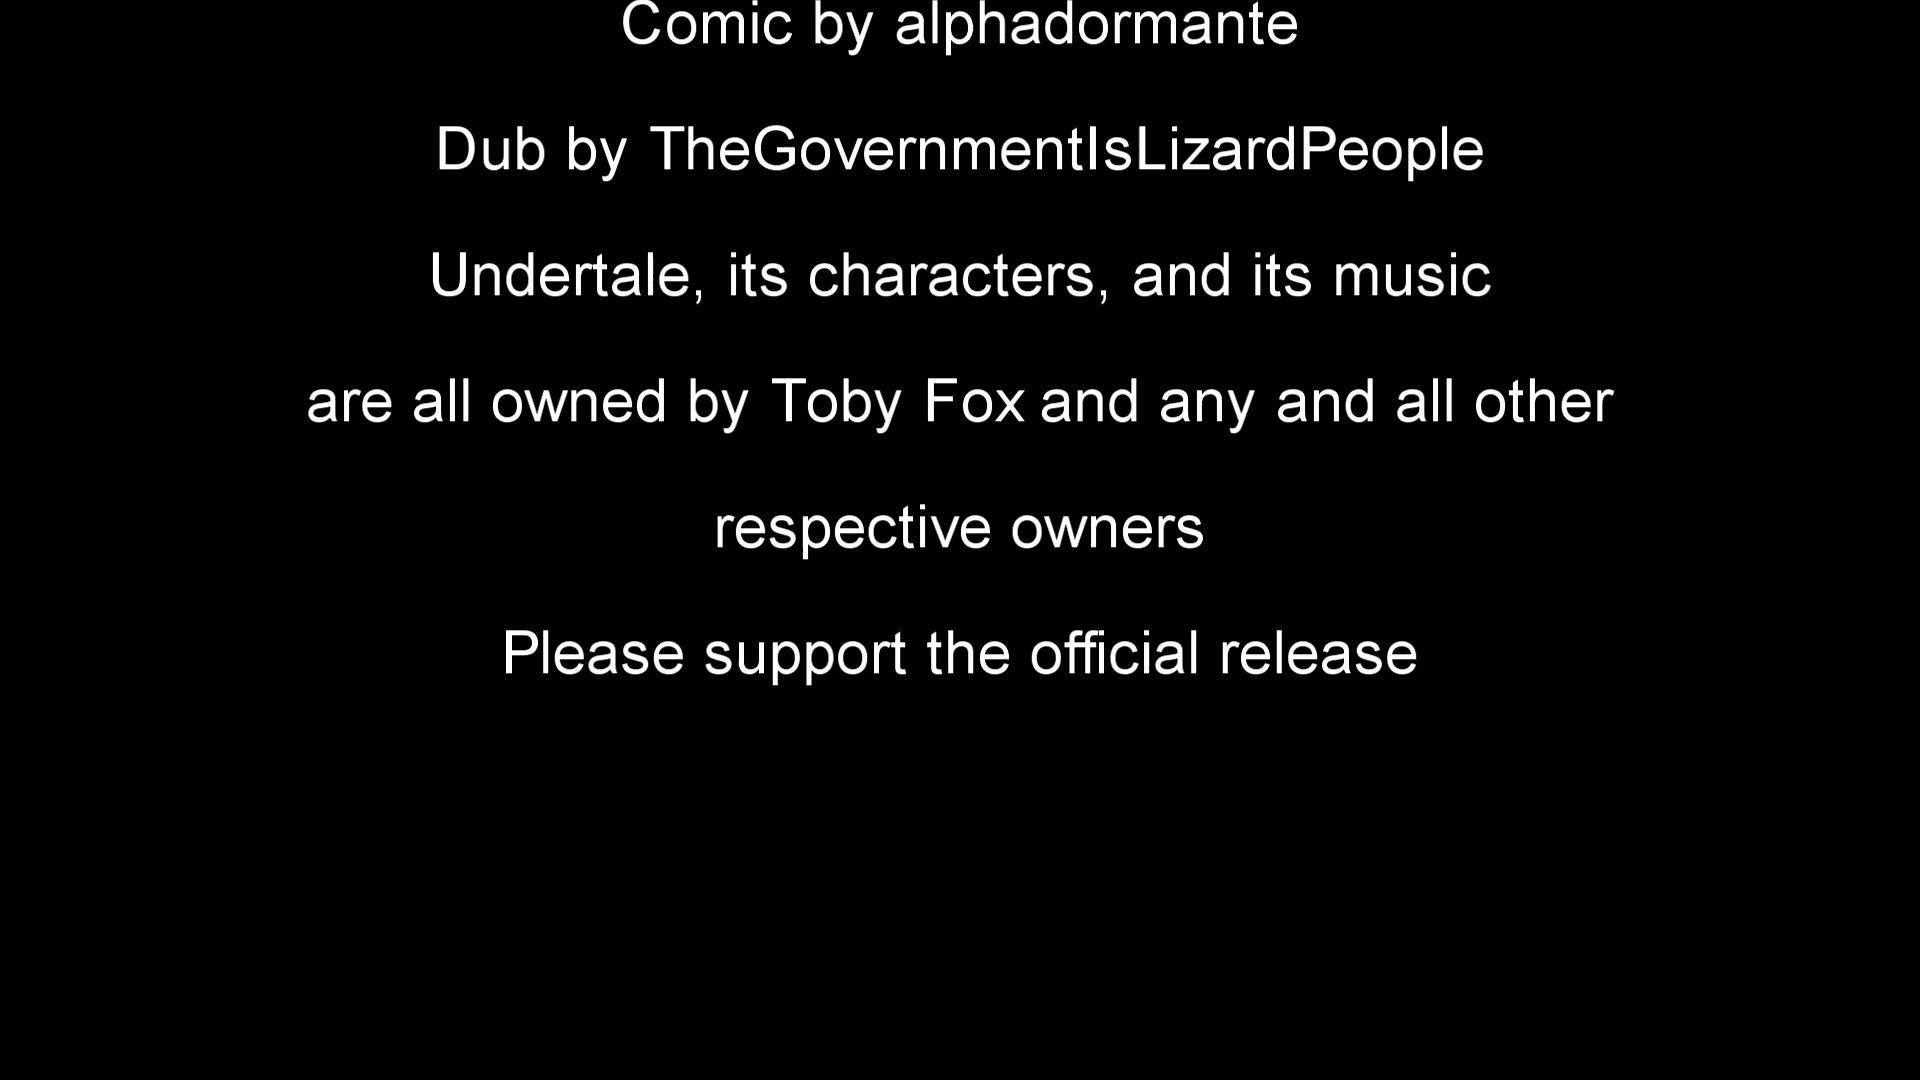 Comic by alphadormante
Dub by TheGovernmentIsLizardPeople
Undertale, its characters, and its music
are all owned by Toby Fox and any and all other
respective owners
Please support the official release